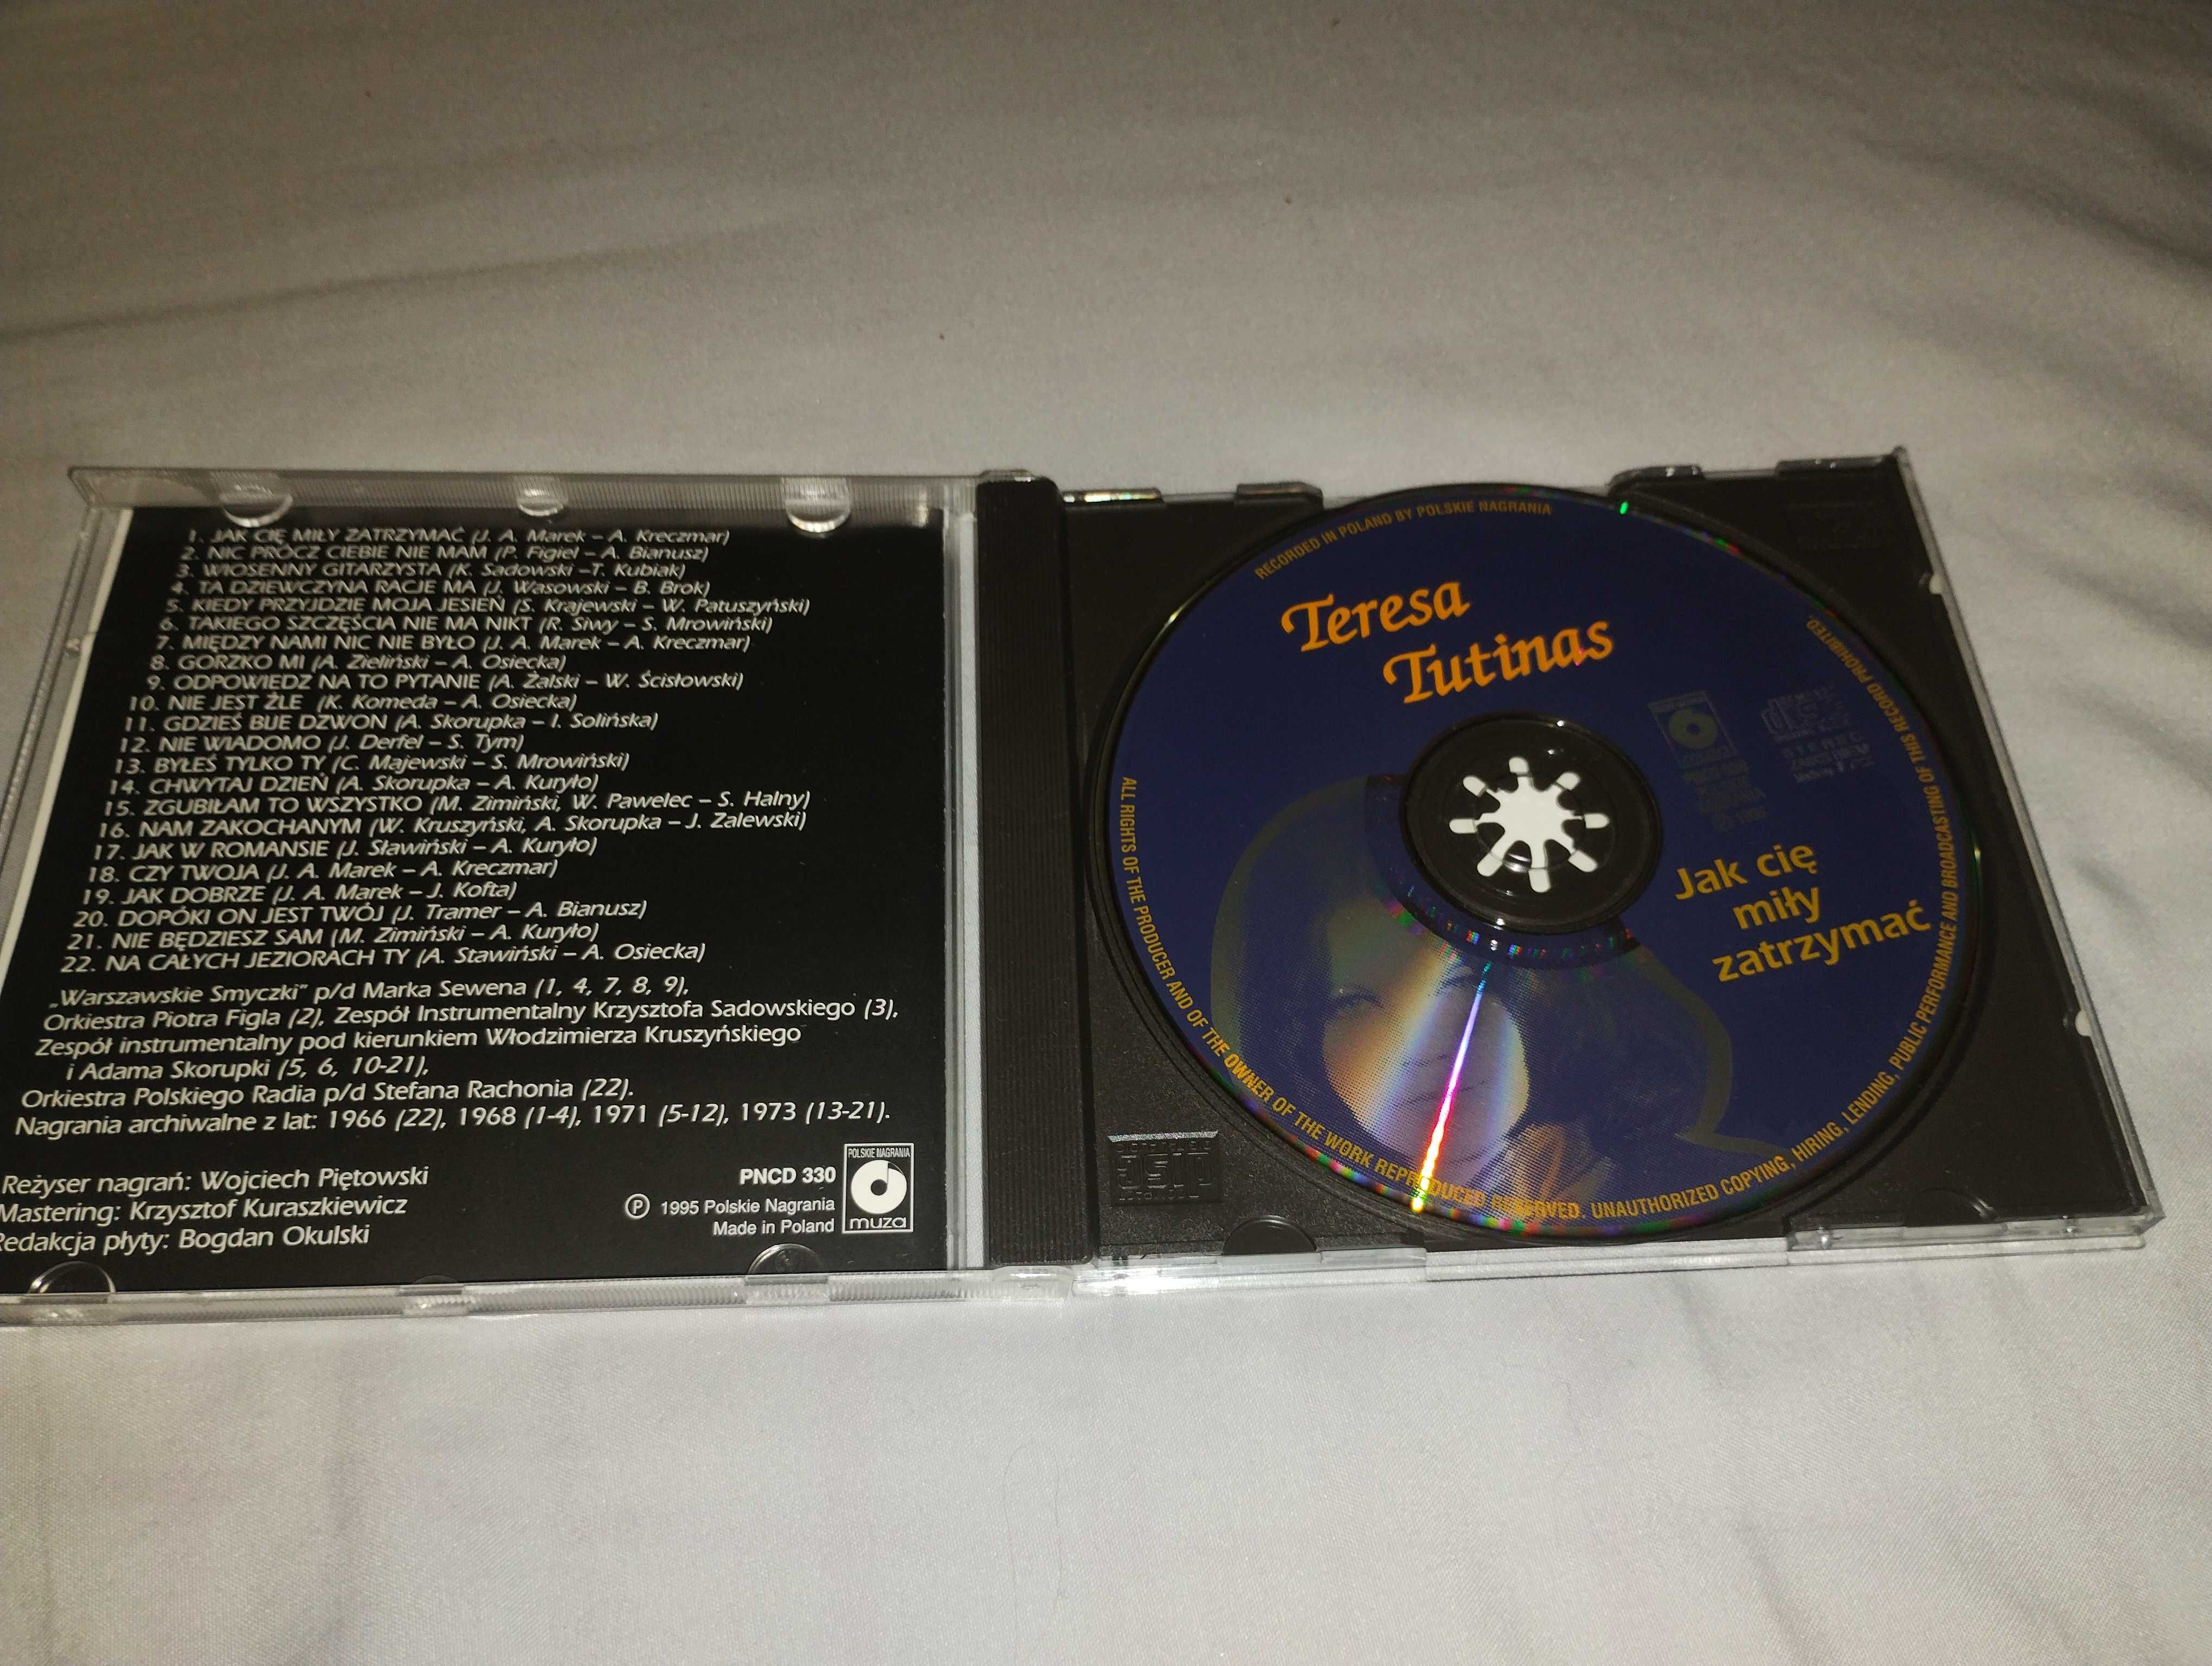 1. JAK CIĘ MIŁY ZATRZYMAĆ (J. A. Marek – A. Kreczmar)
2. NIC PRÓCZ CIEBIE NIE MAM (P. Figiel – A. Bianusz)
3. WIOSENNY GITARZYSTA (K. Sadowski –T. Kubiak)
4. TA DZIEWCZYNA RACJE MA (J. Wasowski – B. Brok)
5. KIEDY PRZYJDZIE MOJA JESIEŃ (S. Krajewski – W. Patuszyński)
6. TAKIEGO SZCZĘŚCIA NIE MA NIKT (R. Siwy – S. Mrowiński)
7. MIĘDZY NAMI NIC NIE BYŁO (J. A. Marek – A. Kreczmar)
8. GORZKO MI (A. Zieliński – A. Osiecka)
9. ODPOWIEDZ NA TO PYTANIE (A. Żalski – W. Ścisłowski)
10. NIE JEST ŹLE (K. Komeda – A. Osiecka)
11. GDZIEŚ BIJE DZWON (A. Skorupka – I. Solińska)
12. NIE WIADOMO (J. Derfel – S. Tym)
13. BYŁEŚ TYLKO TY (C. Majewski – S. Mrowiński)
14. CHWYTAJ DZIEŃ (A. Skorupka – A. Kuryło)
15. ZGUBIŁAM TO WSZYSTKO (M. Zimiński, W. Pawelec – S. Halny)
16. NAM ZAKOCHANYM (W. Kruszyński, A. Skorupka – J. Zalewski)
17. JAK W ROMANSIE (J. Sławiński – A. Kuryło)
18. CZY TWOJA (J. A. Marek – A. Kreczmar)
19. JAK DOBRZE (J. A. Marek – J. Kofta)
20. DOPÓKI ON JEST TWÓJ (J. Tramer – A. Bianusz)
21. NIE BĘDZIESZ SAM (M. Zimiński – A. Kuryło)
22. NA CAŁYCH JEZIORACH TY (A. Stawiński – A. Osiecka)
„Warszawskie Smyczki” p/d Marka Sewena (1, 4, 7, 8, 9),
Orkiestra Piotra Figla (2), Zespół Instrumentalny Krzysztofa Sadowskiego (3),
Zespół instrumentalny pod kierunkiem Włodzimierza Kruszyńskiego
i Adama Skorupki (5, 6, 10-21),
Orkiestra Polskiego Radia p/d Stefana Rachonia (22).
Nagrania archiwalne z lat: 1966 (22), 1968 (1-4), 1971 (5-12), 1973 (13-21).
Reżyser nagrań: Wojciech Piętowski
Mastering: Krzysztof Kuraszkiewicz
Redakcja płyty: Bogdan Okulski
PNCD 330
Ⓟ 1995 Polskie Nagrania
Made in Poland
POLSKIE NAGRANIA
muza
RECORDED IN POLAND BY POLSKIE NAGRANIA
Teresa
Tutinas
STEREO
Jak cię
miły
zatrzymać
ALL RIGHTS OF THE PRODUCER AND OF THE OWNER OF THE WORK REPRODUCED RESERVED. UNAUTHORIZED COPYING, HIRING, LENDING, PUBLIC PERFORMANCE AND BROADCASTING OF THIS RECORD PROHIBITED.